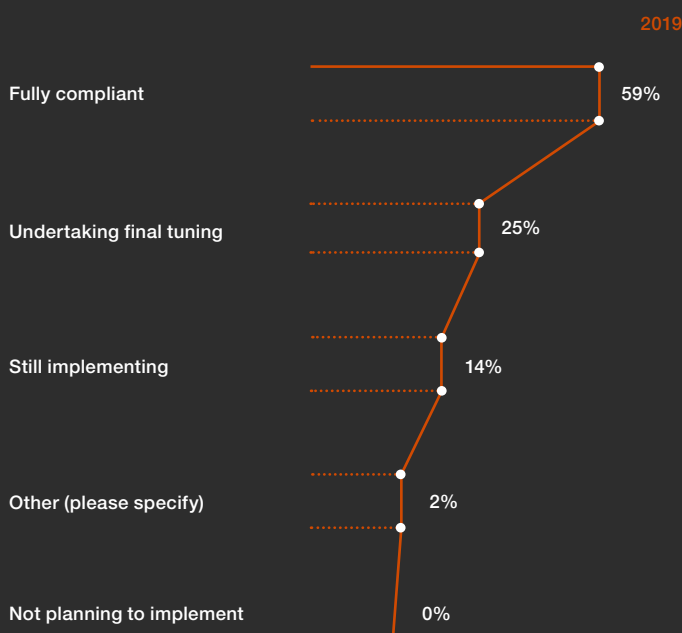 2019
Fully compliant
59%
Undertaking final tuning
25%
Still implementing
14%
Other (please specify)
2%
Not planning to implement
0%